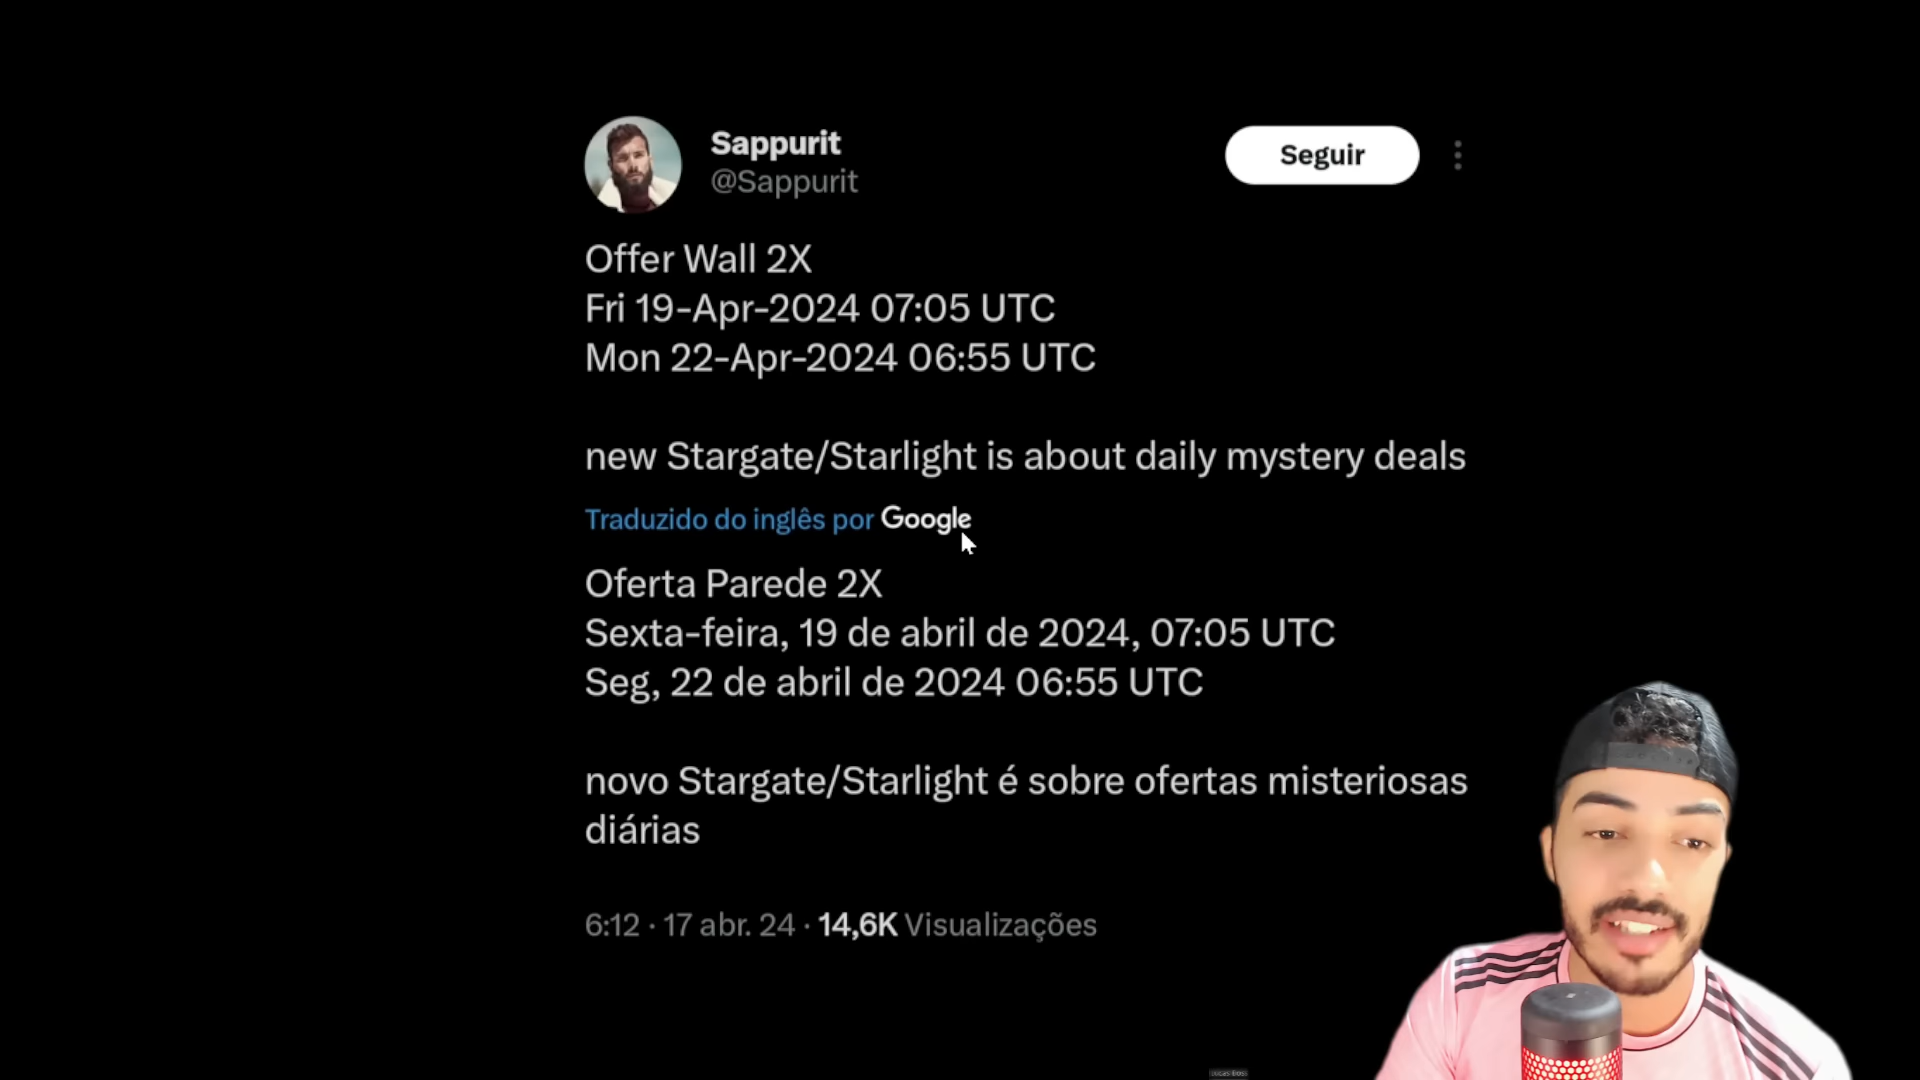 Sappurit
@Sappurit
Seguir
Offer Wall 2X
Fri 19-Apr-2024 07:05 UTC
Mon 22-Apr-2024 06:55 UTC
new Stargate/Starlight is about daily mystery deals
Traduzido do inglês por Google
Oferta Parede 2X
Sexta-feira, 19 de abril de 2024, 07:05 UTC
Seg, 22 de abril de 2024 06:55 UTC
novo Stargate/Starlight é sobre ofertas misteriosas
diárias
6:12 · 17 abr. 24 · 14,6K Visualizações